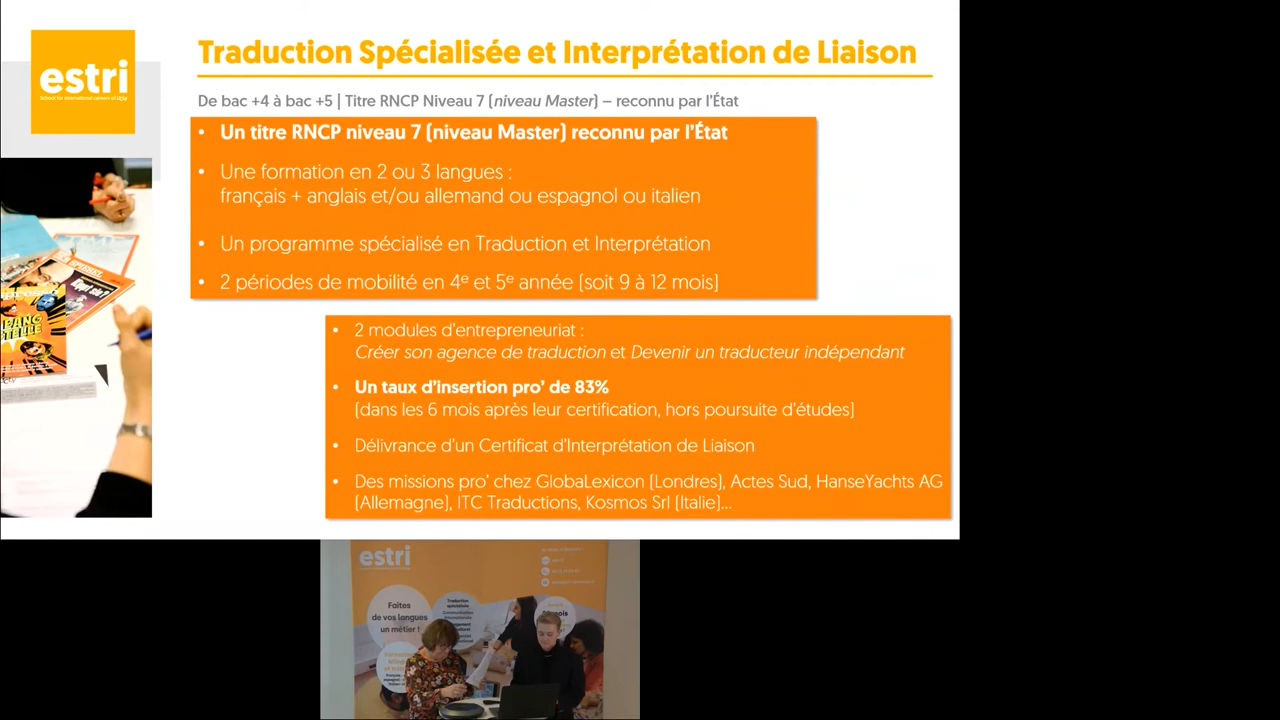 estri
School for international careers of
Traduction Spécialisée et Interprétation de Liaison
De bac +4 à bac +5 | Titre RNCP Niveau 7 (niveau Master) – reconnu par l'État
• Un titre RNCP niveau 7 (niveau Master) reconnu par l'État
• Une formation en 2 ou 3 langues :
français + anglais et/ou allemand ou espagnol ou italien
• Un programme spécialisé en Traduction et Interprétation
• 2 périodes de mobilité en 4e et 5e année (soit 9 à 12 mois)
• 2 modules d'entrepreneuriat :
Créer son agence de traduction et Devenir un traducteur indépendant
• Un taux d'insertion pro' de 83%
(dans les 6 mois après leur certification, hors poursuite d'études)
• Délivrance d'un Certificat d'Interprétation de Liaison
• Des missions pro' chez GlobaLexicon (Londres), Actes Sud, HanseYachts AG
(Allemagne), ITC Traductions, Kosmos Srl (Italie)...
estri
Faites
de vos langues
un métier !
Traduction
spécialisée